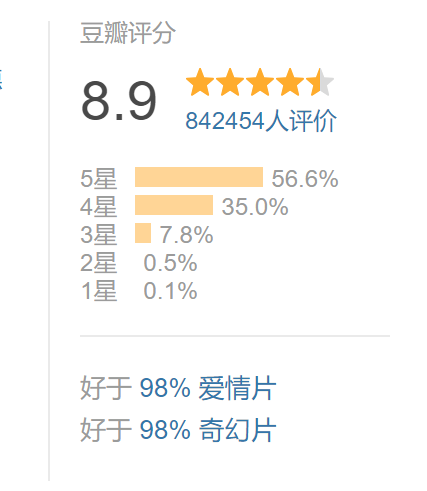 豆瓣评分
8.9
842454人评价
5星 56.6%
4星 35.0%
3星 7.8%
2星 0.5%
1星 0.1%
好于 98% 爱情片
好于 98% 奇幻片